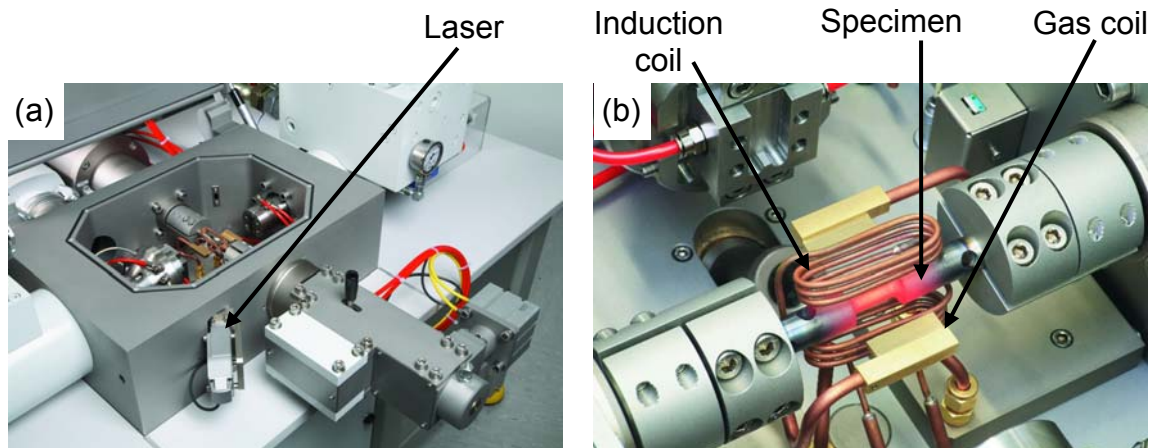 Laser
Induction
coil
Specimen
Gas coil
(a)
(b)